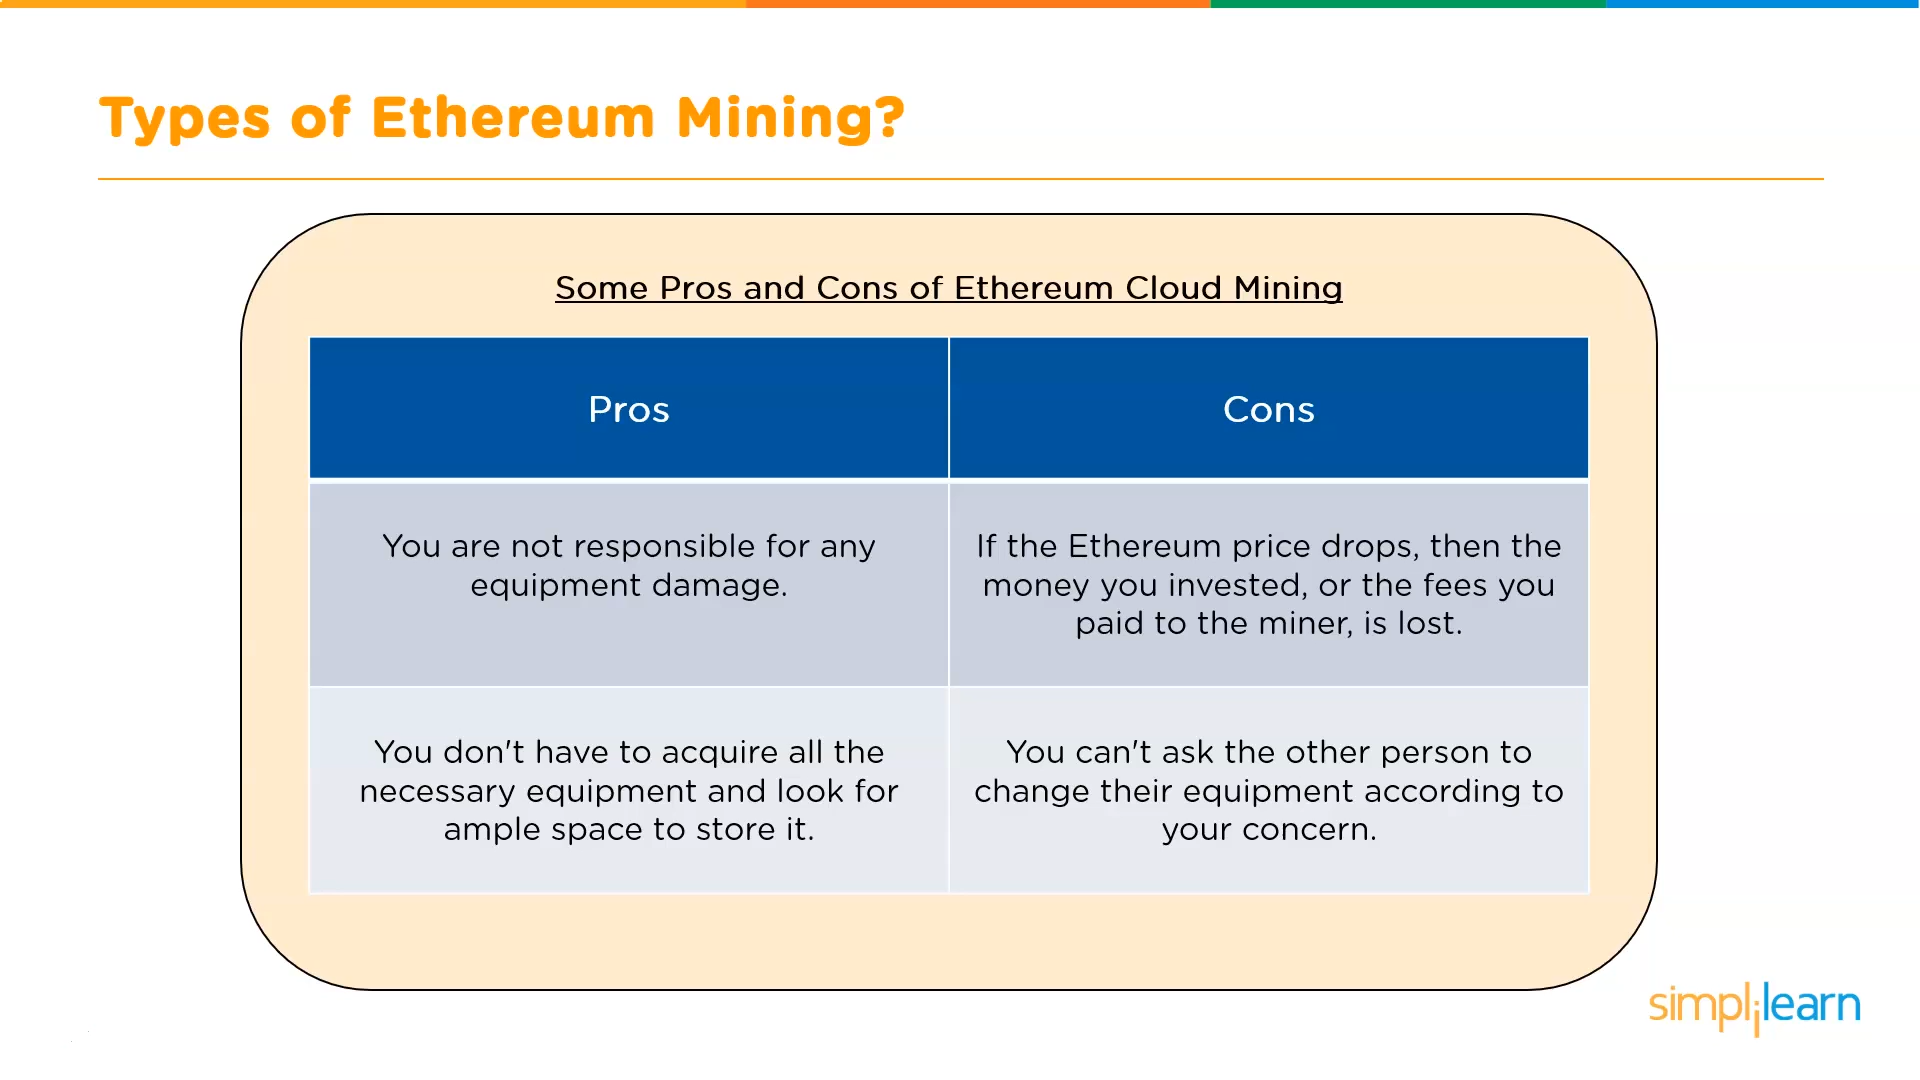 Types of Ethereum Mining?
Some Pros and Cons of Ethereum Cloud Mining
Pros
Cons
You are not responsible for any
equipment damage.
If the Ethereum price drops, then the
money you invested, or the fees you
paid to the miner, is lost.
You don't have to acquire all the
necessary equipment and look for
ample space to store it.
You can't ask the other person to
change their equipment according to
your concern.
simplilearn